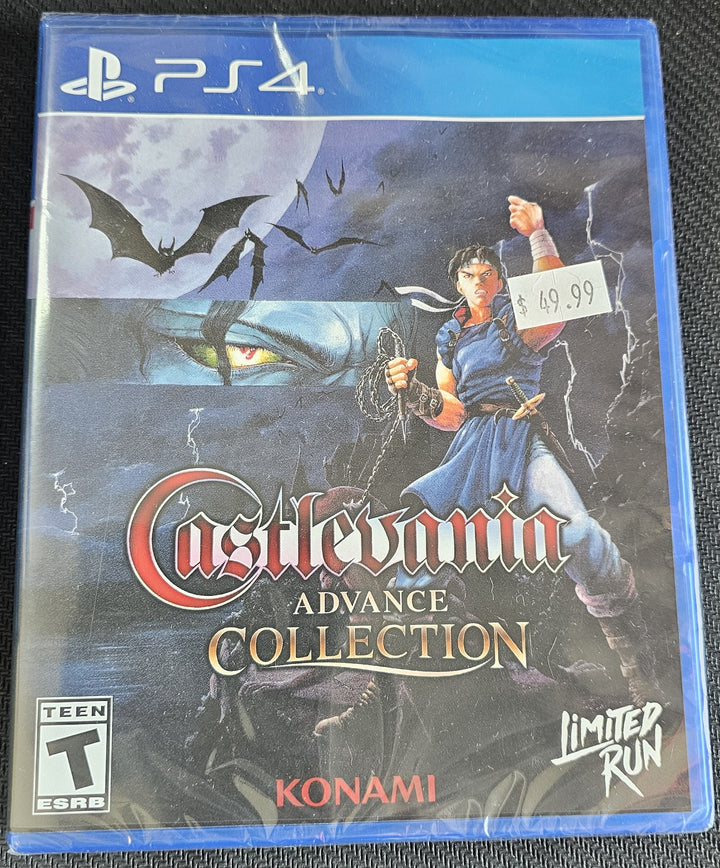 PS4
$ 49.99
Castlevania
ADVANCE
COLLECTION
TEEN
T
ESRB
KONAMI
LIMITED
RUN